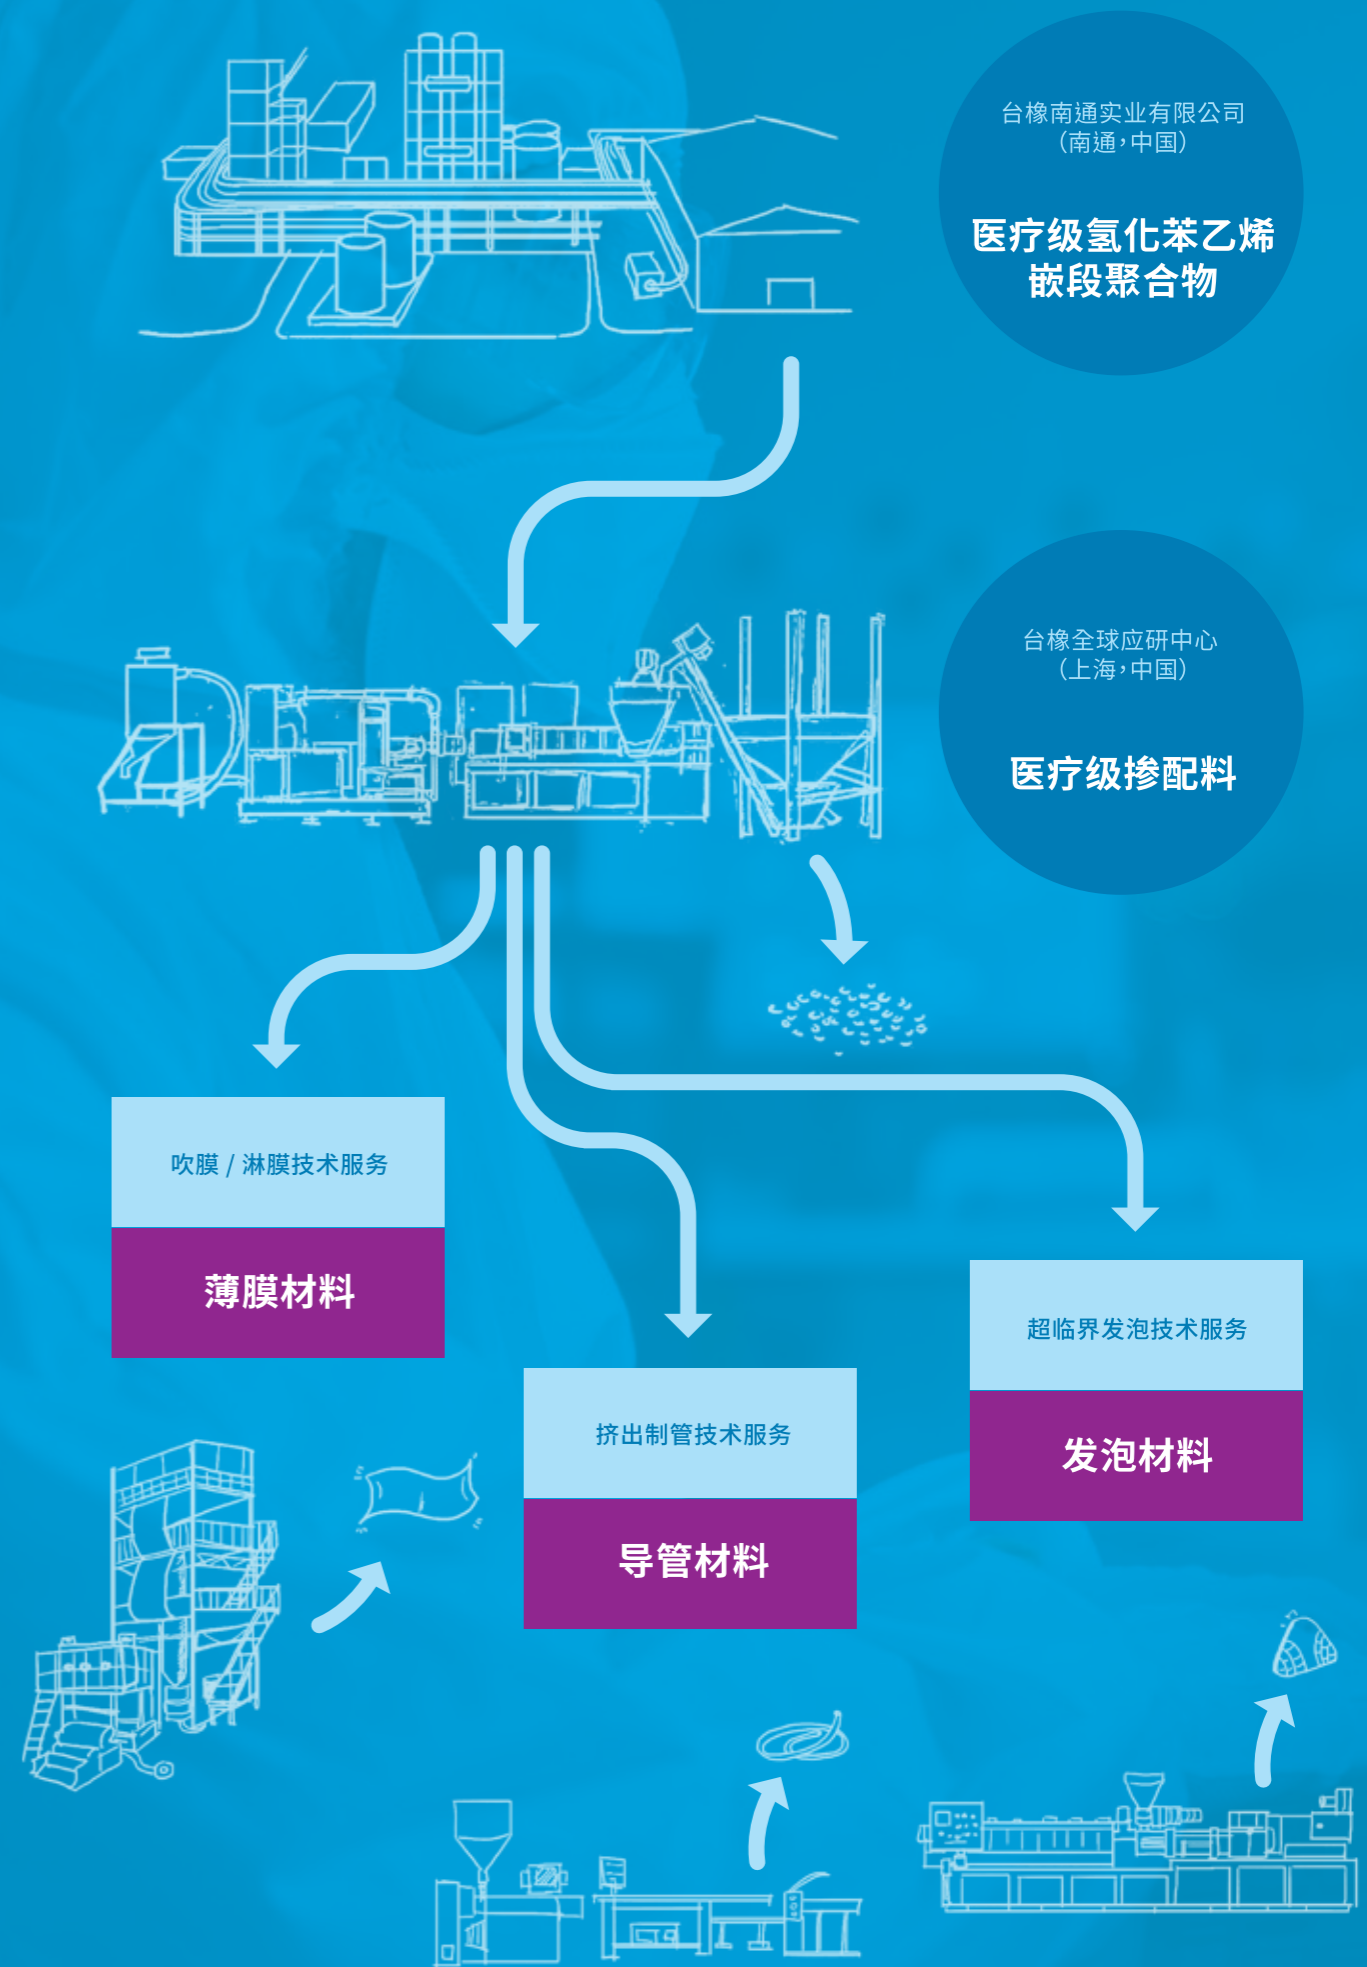 台橡南通实业有限公司
（南通，中国）
医疗级氢化苯乙烯
嵌段聚合物
台橡全球应研中心
（上海，中国）
医疗级掺配料
吹膜 / 淋膜技术服务
薄膜材料
挤出制管技术服务
导管材料
超临界发泡技术服务
发泡材料